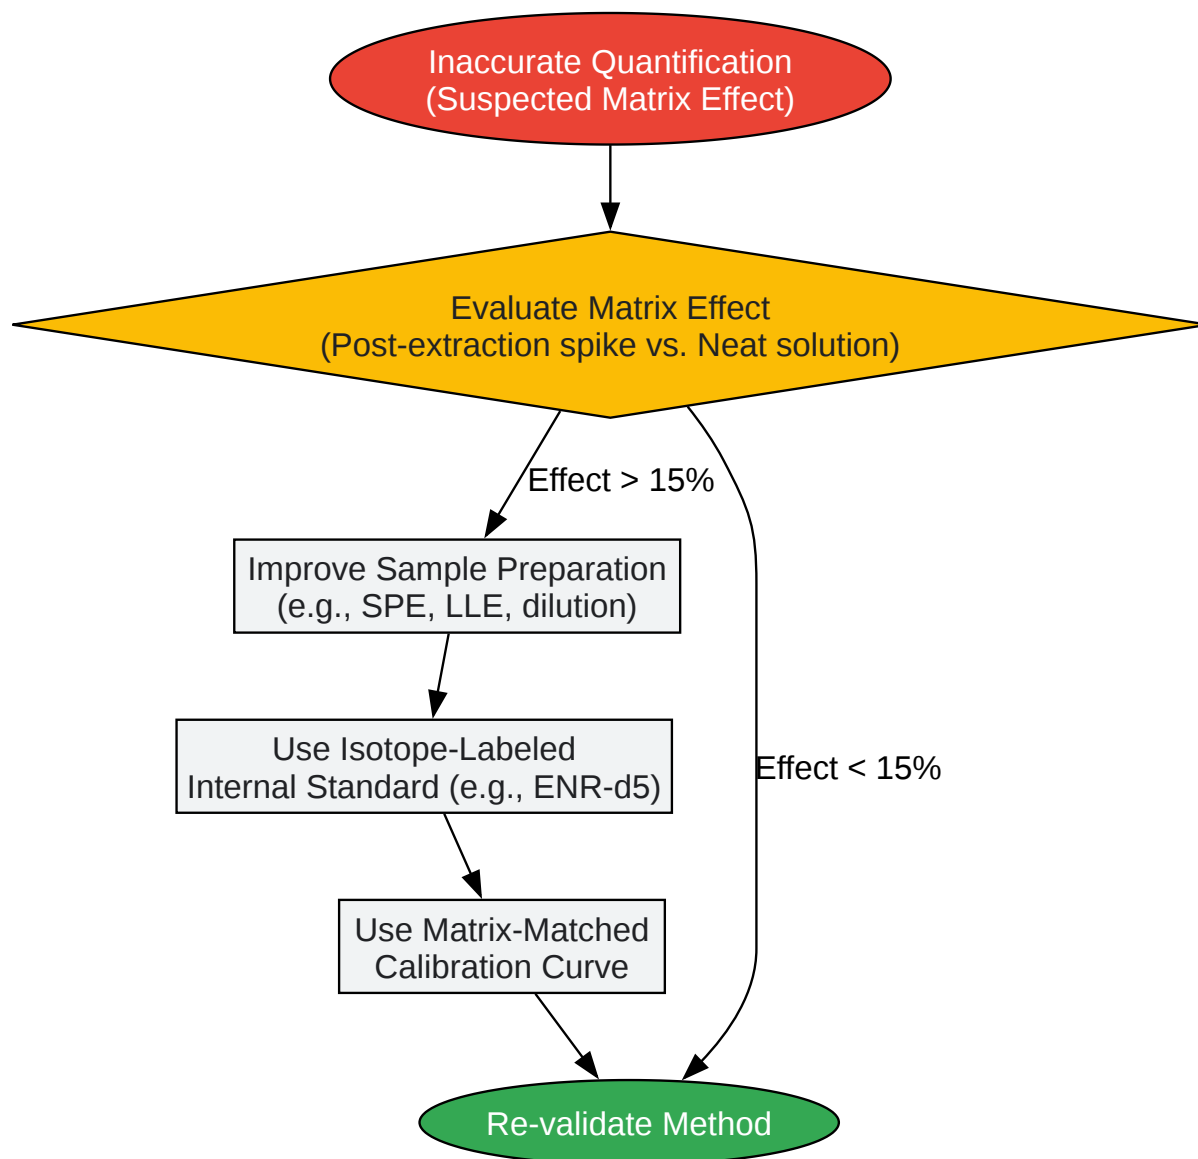 Inaccurate Quantification
(Suspected Matrix Effect)
Evaluate Matrix Effect
(Post-extraction spike vs. Neat solution)
Effect > 15%
Improve Sample Preparation
(e.g., SPE, LLE, dilution)
Use Isotope-Labeled
Internal Standard (e.g., ENR-d5)
Effect < 15%
Use Matrix-Matched
Calibration Curve
Re-validate Method